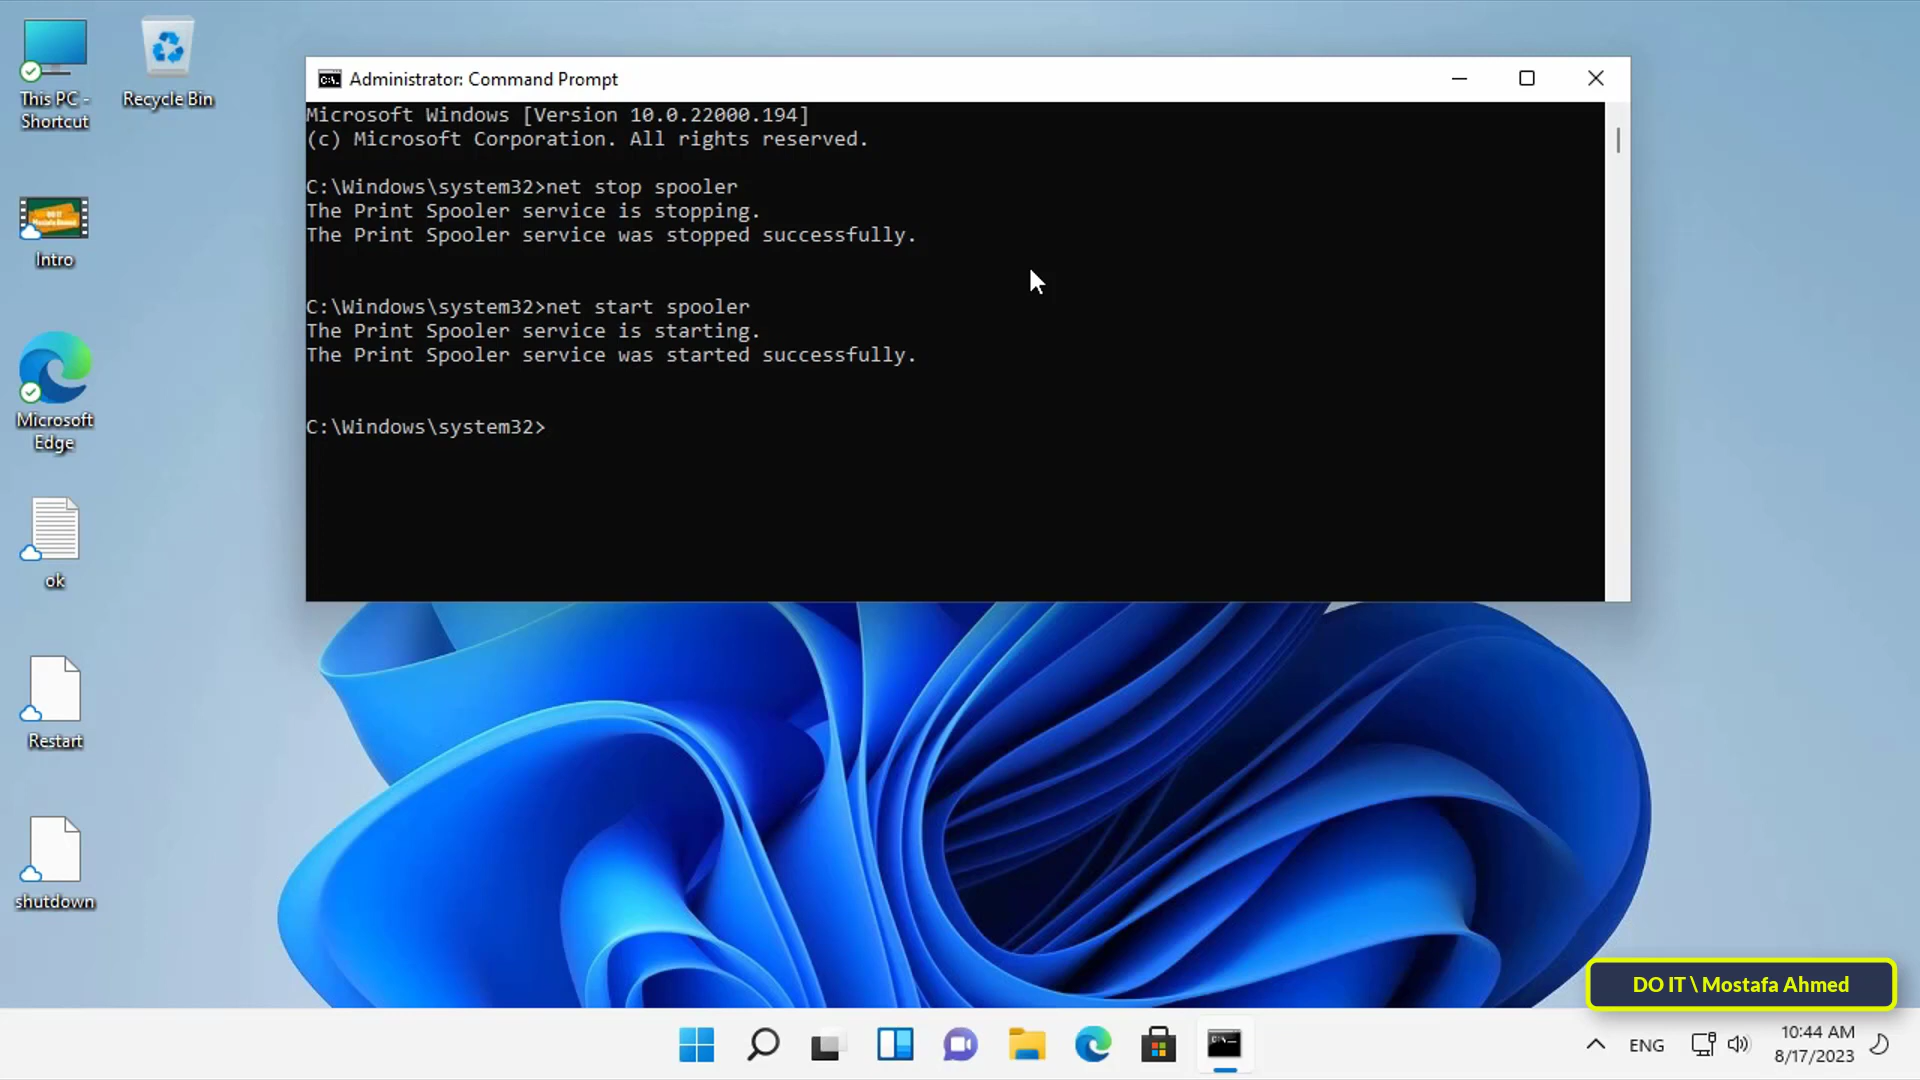 This PC -
Shortcut
Recycle Bin
Intro
Microsoft
Edge
ok
Restart
shutdown
Administrator: Command Prompt
Microsoft Windows [Version 10.0.22000.194]
(c) Microsoft Corporation. All rights reserved.
C:\Windows\system32>net stop spooler
The Print Spooler service is stopping.
The Print Spooler service was stopped successfully.
C:\Windows\system32>net start spooler
The Print Spooler service is starting.
The Print Spooler service was started successfully.
C:\Windows\system32>
DO IT \ Mostafa Ahmed
ENG
10:44 AM
8/17/2023